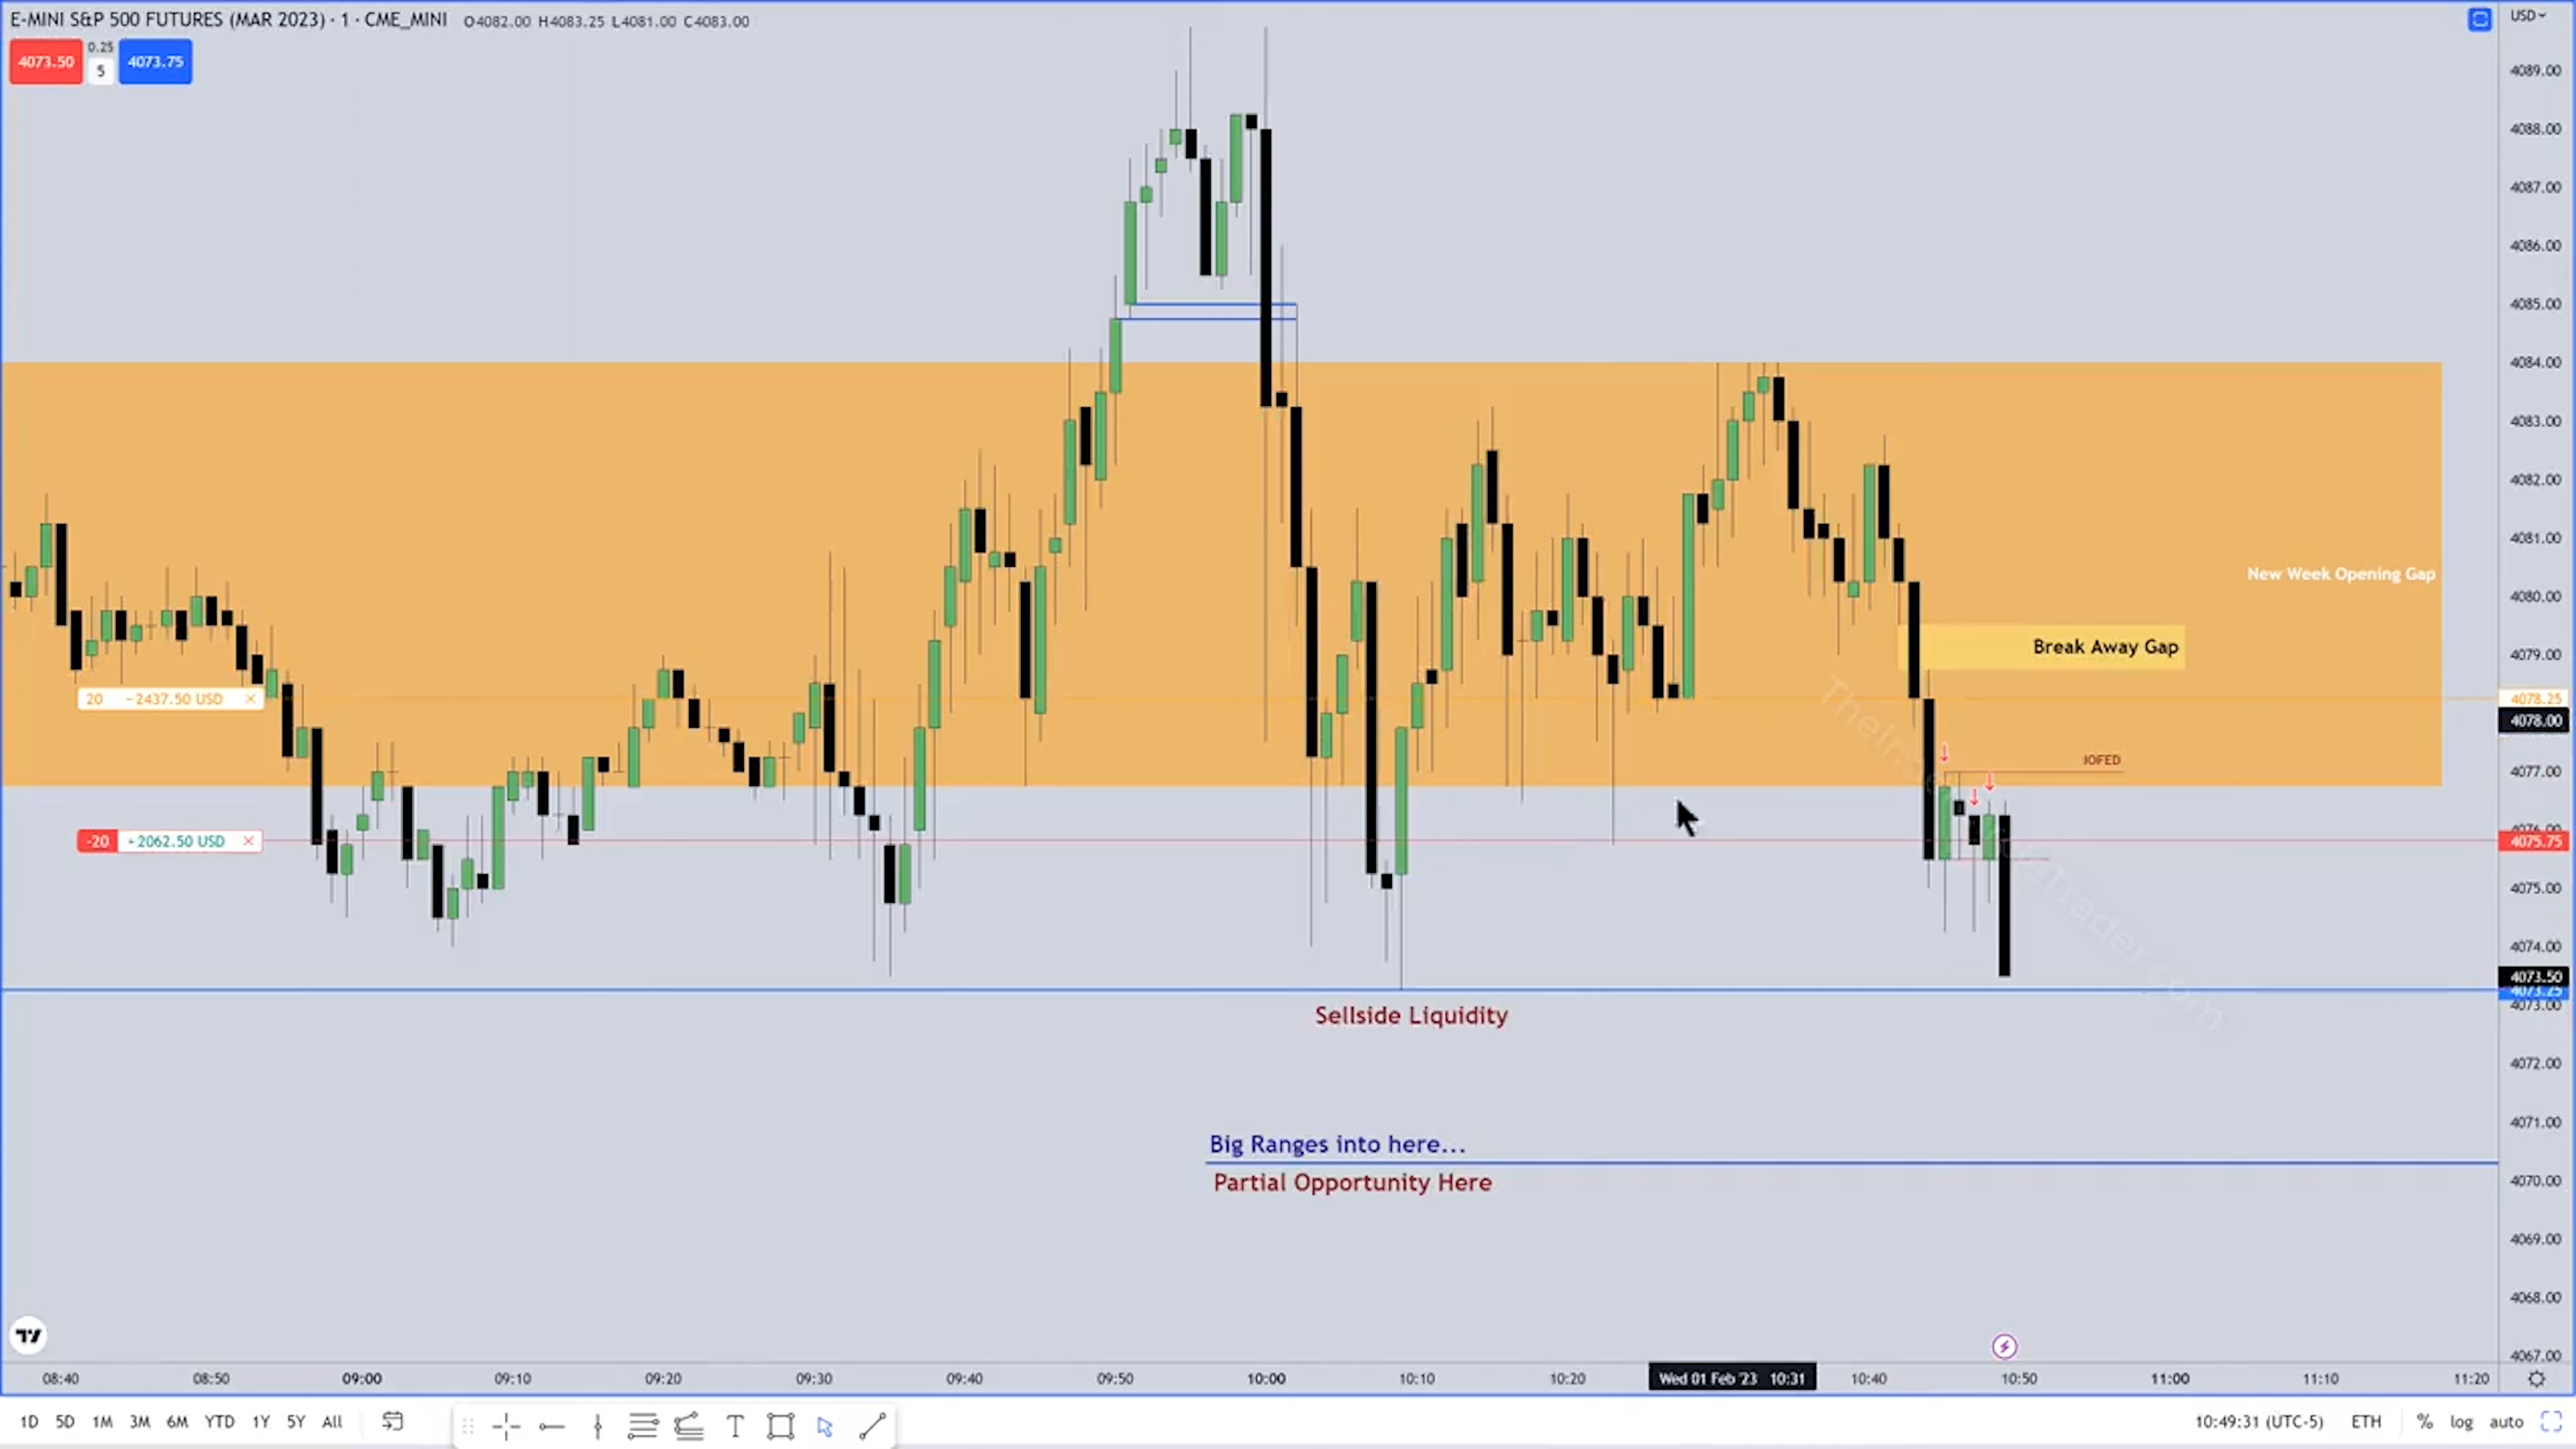 E-MINI S&P 500 FUTURES (MAR 2023) · 1 · CME_MINI O4082.00 H4083.25 L4081.00 C4083.00
USD
4073.50 0.25 5 4073.75
4089.00
4088.00
4087.00
4086.00
4085.00
4084.00
4083.00
4082.00
4081.00
New Week Opening Gap
4080.00
Break Away Gap
4079.00
20 -2437.50 USD
4078.25
4078.00
IOFED
4077.00
4076.00
-20 +2062.50 USD
4075.75
4075.00
4074.00
4073.50
4073.25
4073.00
Sellside Liquidity
4072.00
4071.00
Big Ranges into here...
Partial Opportunity Here
4070.00
4069.00
4068.00
4067.00
08:40 08:50 09:00 09:10 09:20 09:30 09:40 09:50 10:00 10:10 10:20 Wed 01 Feb '23 10:31 10:40 10:50 11:00 11:10 11:20
1D 5D 1M 3M 6M YTD 1Y 5Y All
10:49:31 (UTC-5) ETH % log auto